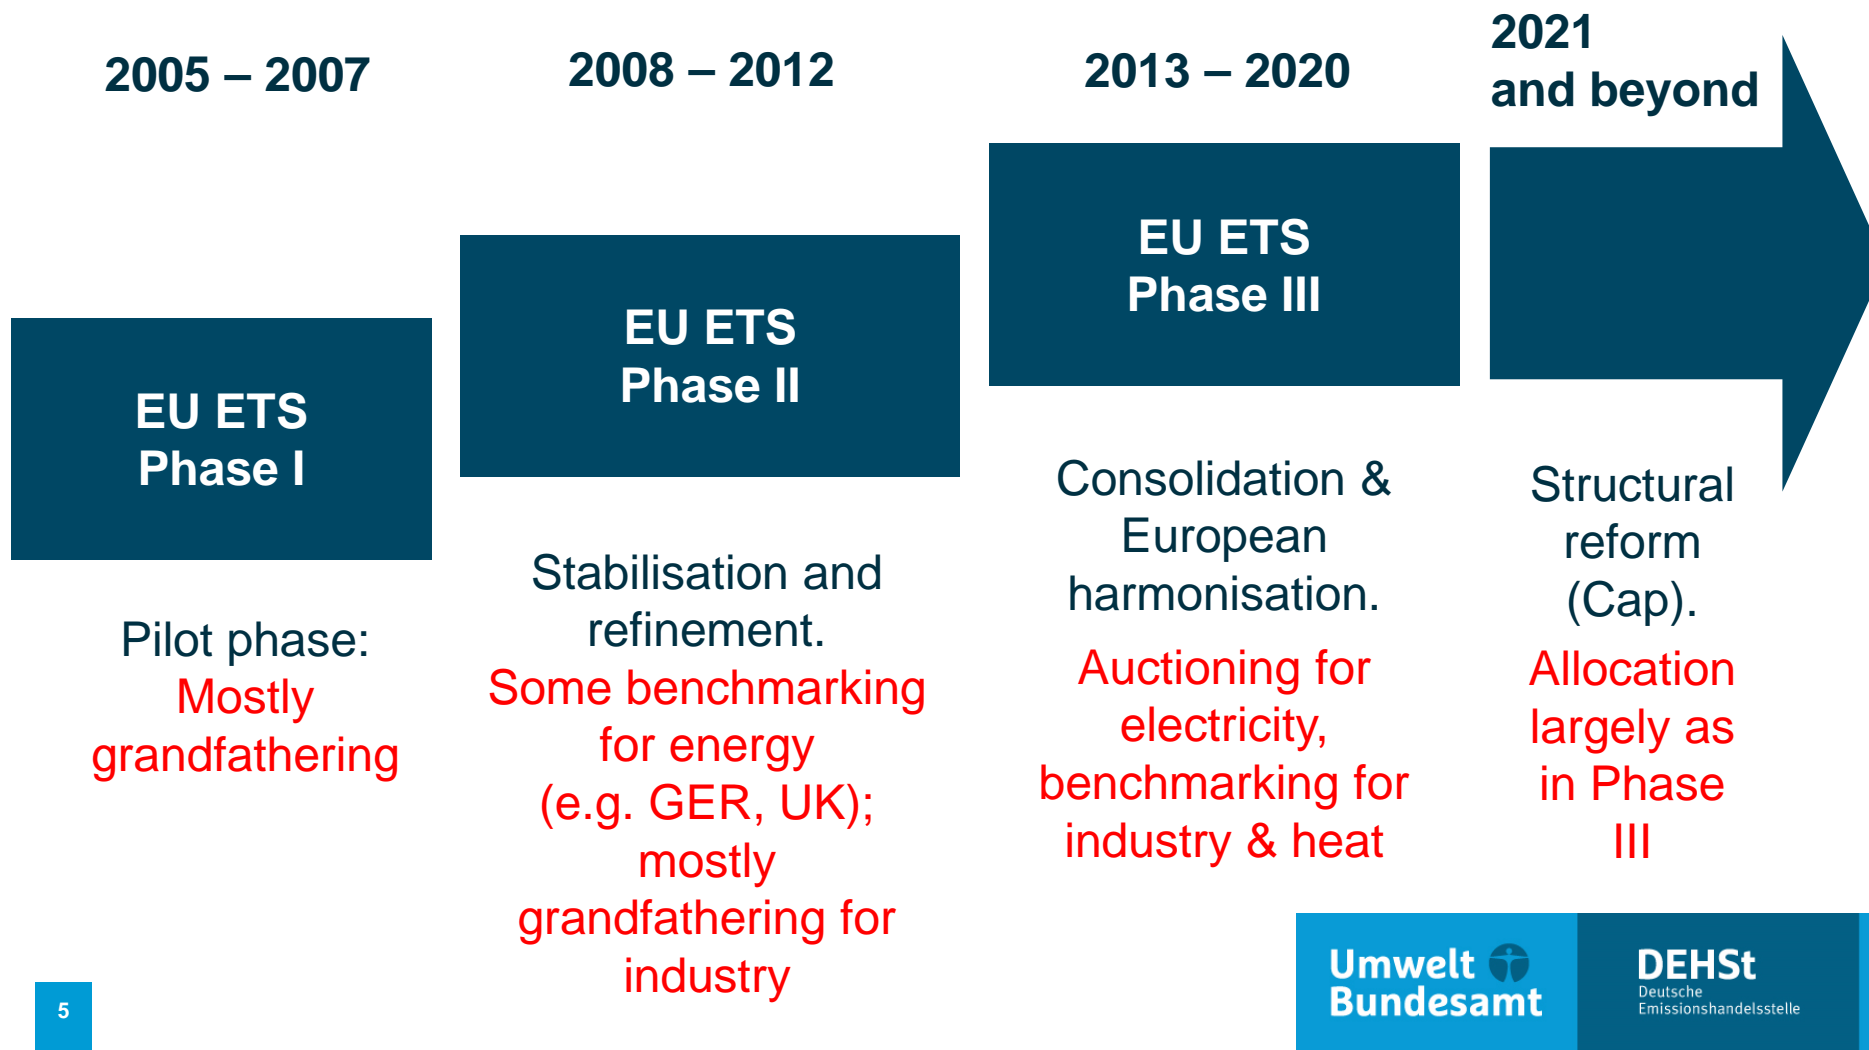 2005 – 2007
EU ETS
Phase I
Pilot phase:
Mostly
grandfathering
2008 – 2012
EU ETS
Phase II
Stabilisation and
refinement.
Some benchmarking
for energy
(e.g. GER, UK);
mostly
grandfathering for
industry
2013 – 2020
EU ETS
Phase III
Consolidation &
European
harmonisation.
Auctioning for
electricity,
benchmarking for
industry & heat
2021
and beyond
Structural
reform
(Cap).
Allocation
largely as
in Phase
III
5
Umwelt
Bundesamt
DEHSt
Deutsche
Emissionshandelsstelle